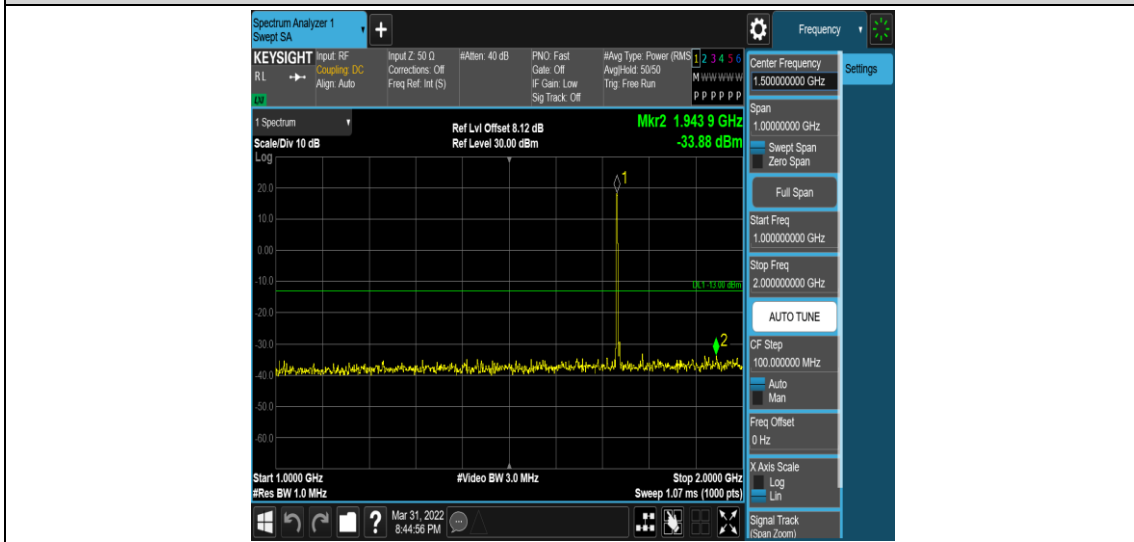 Spectrum Analyzer 1
Swept SA
+
Frequency
KEYSIGHT
RL
Input: RF
Coupling: DC
Align: Auto
Input Z: 50 Ω
Corrections: Off
Freq Ref: Int (S)
#Atten: 40 dB
PNO: Fast
Gate: Off
IF Gain: Low
Sig Track: Off
#Avg Type: Power (RMS
Avg|Hold: 50/50
Trig: Free Run
1 2 3 4 5 6
M W W W W W
P P P P P P
1 Spectrum
Scale/Div 10 dB
Log
Ref Lvl Offset 8.12 dB
Ref Level 30.00 dBm
Mkr2 1.943 9 GHz
-33.88 dBm
1
20.0
10.0
0.00
-10.0
DL1 -13.00 dBm
-20.0
-30.0
2
-40.0
-50.0
-60.0
Start 1.0000 GHz
#Res BW 1.0 MHz
#Video BW 3.0 MHz
Stop 2.0000 GHz
Sweep 1.07 ms (1000 pts)
?
Mar 31, 2022
8:44:56 PM
Center Frequency
1.500000000 GHz
Settings
Span
1.00000000 GHz
Swept Span
Zero Span
Full Span
Start Freq
1.000000000 GHz
Stop Freq
2.000000000 GHz
AUTO TUNE
CF Step
100.000000 MHz
Auto
Man
Freq Offset
0 Hz
X Axis Scale
Log
Lin
Signal Track
(Span Zoom)